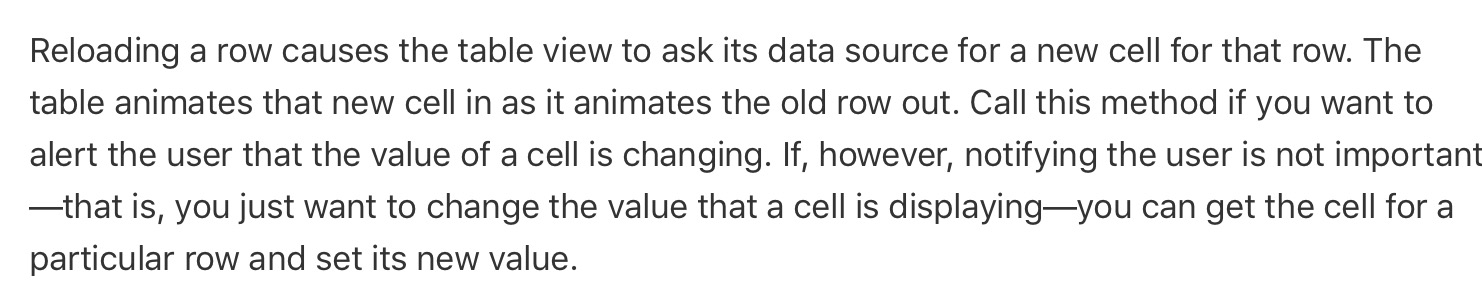 Reloading a row causes the table view to ask its data source for a new cell for that row. The
table animates that new cell in as it animates the old row out. Call this method if you want to
alert the user that the value of a cell is changing. If, however, notifying the user is not important
—that is, you just want to change the value that a cell is displaying—you can get the cell for a
particular row and set its new value.